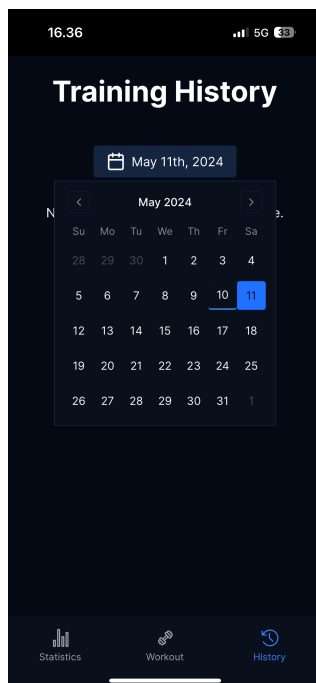 16.36 5G 33
Training History
May 11th, 2024
May 2024
Su Mo Tu We Th Fr Sa
28 29 30 1 2 3 4
5 6 7 8 9 10 11
12 13 14 15 16 17 18
19 20 21 22 23 24 25
26 27 28 29 30 31 1
Statistics Workout History